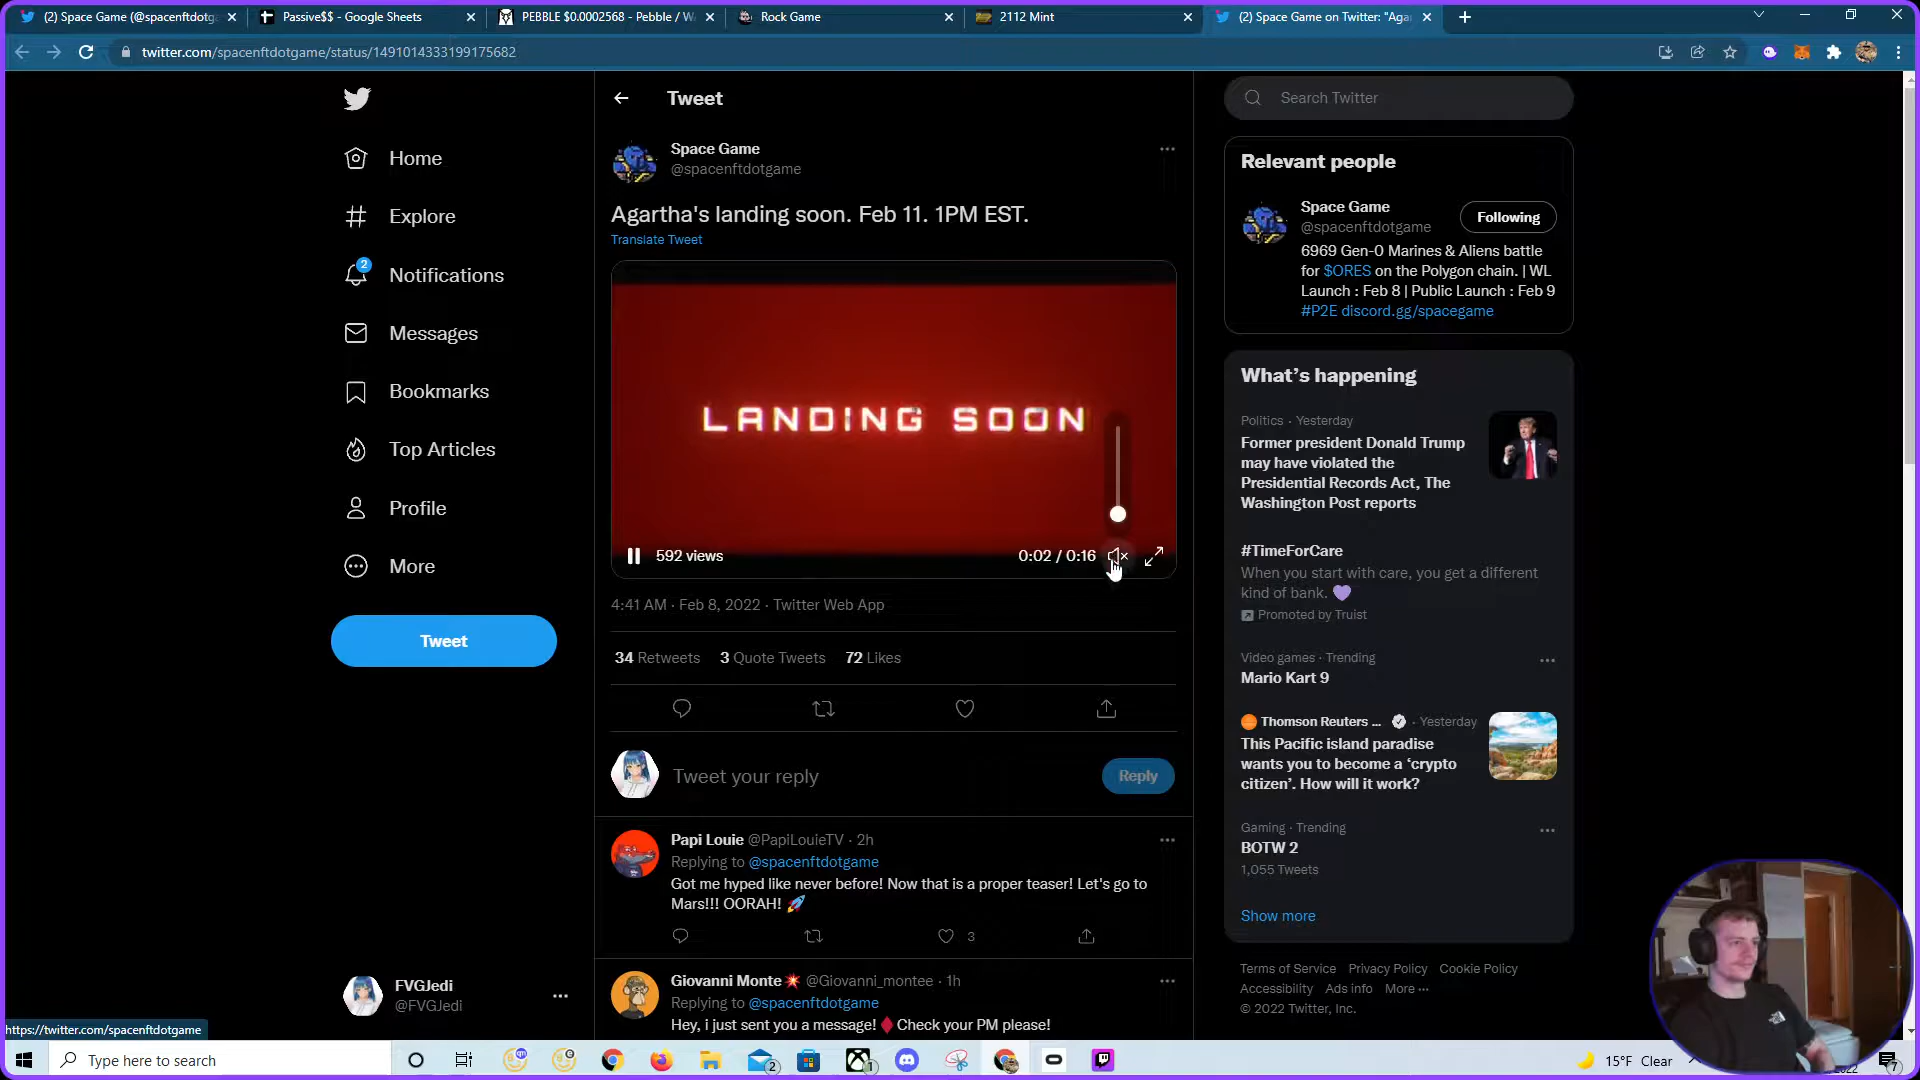 (2) Space Game (@spacenftdotg
Passive$$ - Google Sheets
PEBBLE $0.0002568 - Pebble / W
Rock Game
2112 Mint
(2) Space Game on Twitter: "Aga
twitter.com/spacenftdotgame/status/1491014333199175682
Home
Explore
2
Notifications
Messages
Bookmarks
Top Articles
Profile
More
Tweet
FVGJedi
@FVGJedi
https://twitter.com/spacenftdotgame
Tweet
Space Game
@spacenftdotgame
Agartha's landing soon. Feb 11. 1PM EST.
Translate Tweet
LANDING SOON
592 views
0:02 / 0:16
4:41 AM · Feb 8, 2022 · Twitter Web App
34 Retweets 3 Quote Tweets 72 Likes
Tweet your reply
Reply
Papi Louie @PapiLouieTV · 2h
Replying to @spacenftdotgame
Got me hyped like never before! Now that is a proper teaser! Let's go to
Mars!!! OORAH! 🚀
3
Giovanni Monte💥 @Giovanni_montee · 1h
Replying to @spacenftdotgame
Hey, i just sent you a message! ♦Check your PM please!
Search Twitter
Relevant people
Space Game
@spacenftdotgame
Following
6969 Gen-0 Marines & Aliens battle
for $ORES on the Polygon chain. | WL
Launch : Feb 8 | Public Launch : Feb 9
#P2E discord.gg/spacegame
What's happening
Politics · Yesterday
Former president Donald Trump
may have violated the
Presidential Records Act, The
Washington Post reports
#TimeForCare
When you start with care, you get a different
kind of bank. 💜
Promoted by Truist
Video games · Trending
Mario Kart 9
Thomson Reuters ... · Yesterday
This Pacific island paradise
wants you to become a 'crypto
citizen'. How will it work?
Gaming · Trending
BOTW 2
1,055 Tweets
Show more
Terms of Service Privacy Policy Cookie Policy
Accessibility Ads info More ···
© 2022 Twitter, Inc.
Type here to search
2
1
15°F Clear
2022
7